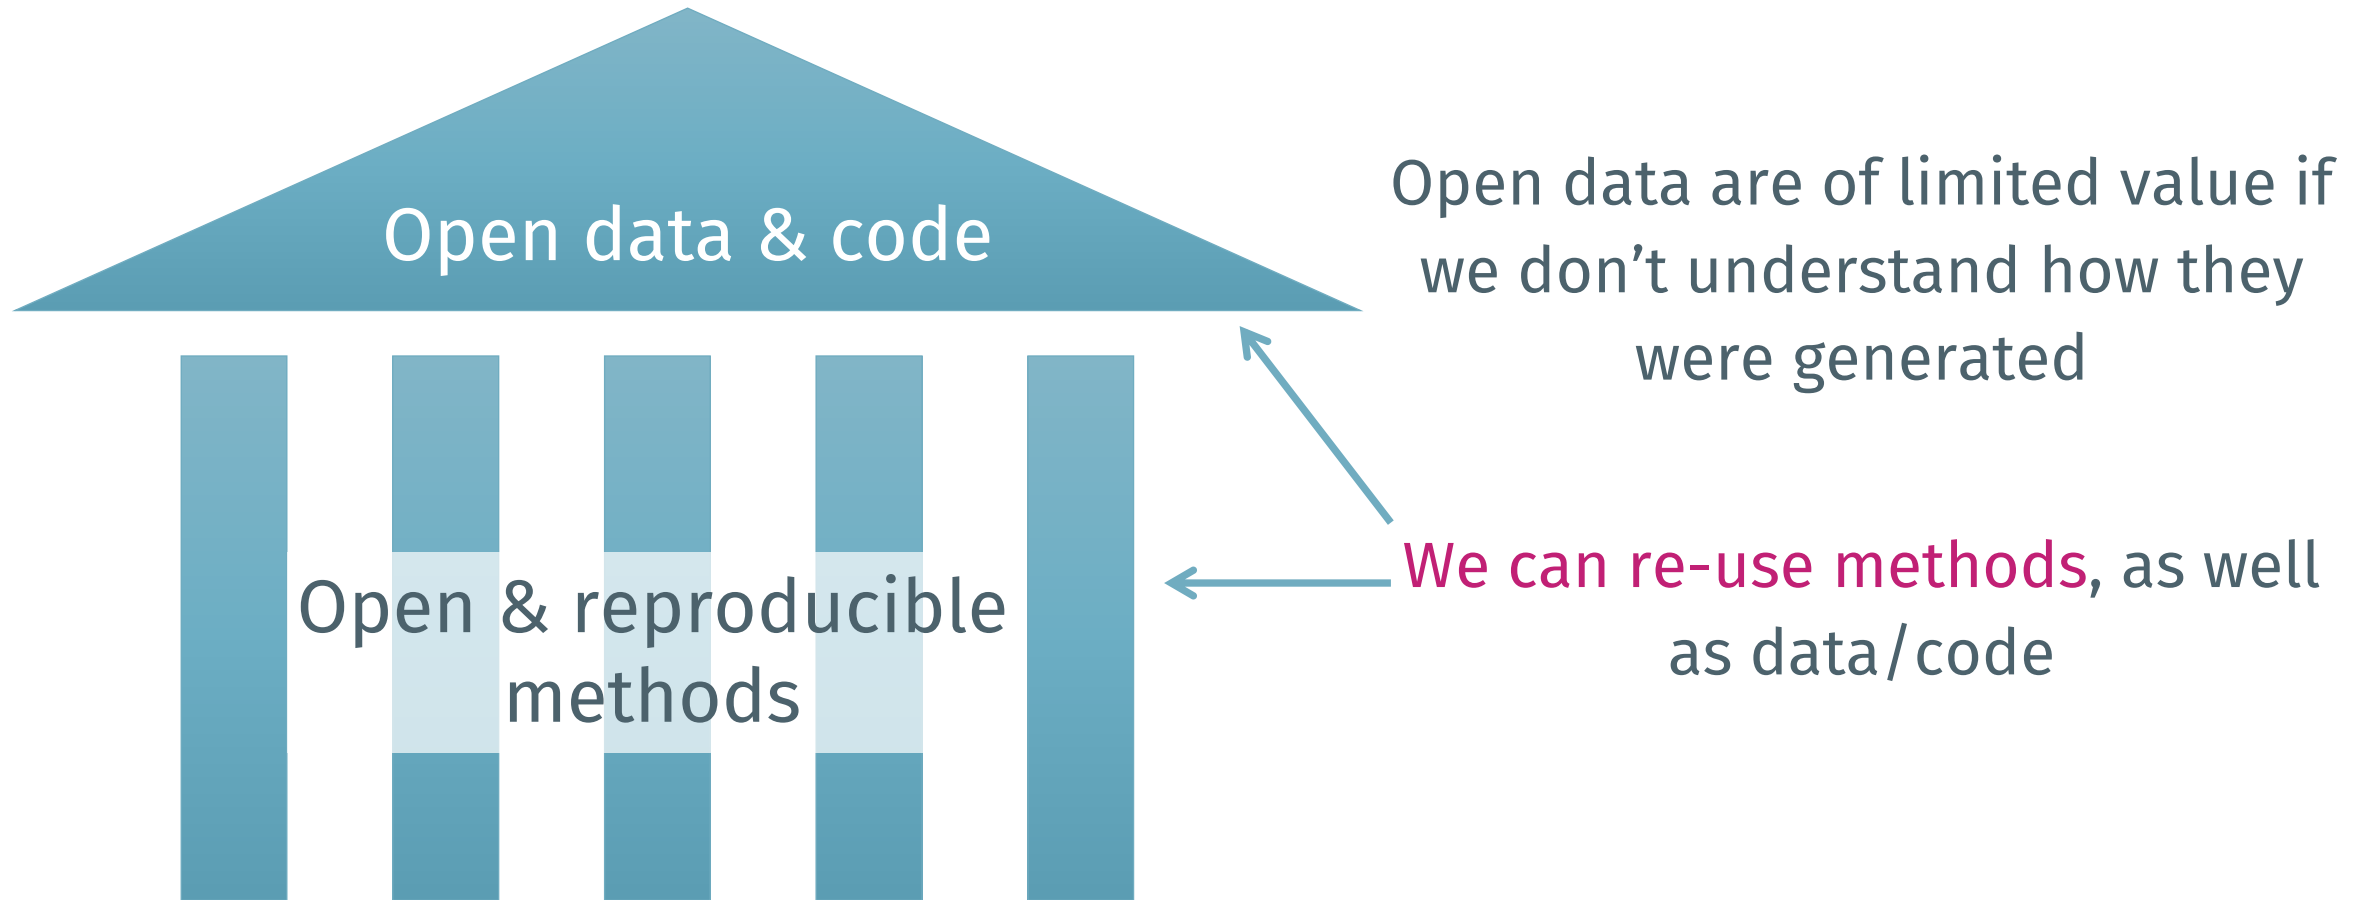 Open data & code
Open & reproducible
methods
Open data are of limited value if
we don’t understand how they
were generated
We can re-use methods, as well
as data/code